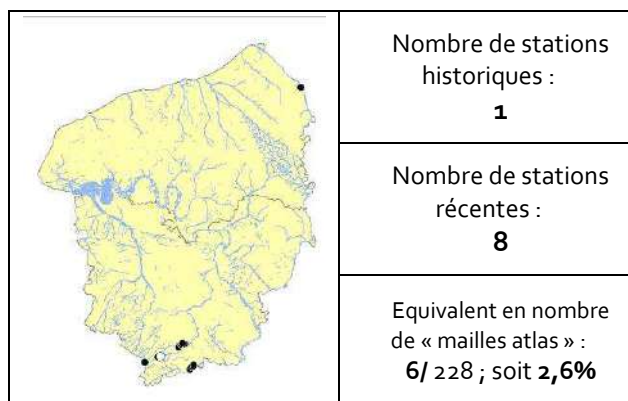 Nombre de stations
historiques :
1
Nombre de stations
récentes :
8
Equivalent en nombre
de « mailles atlas » :
6/ 228 ; soit 2,6%